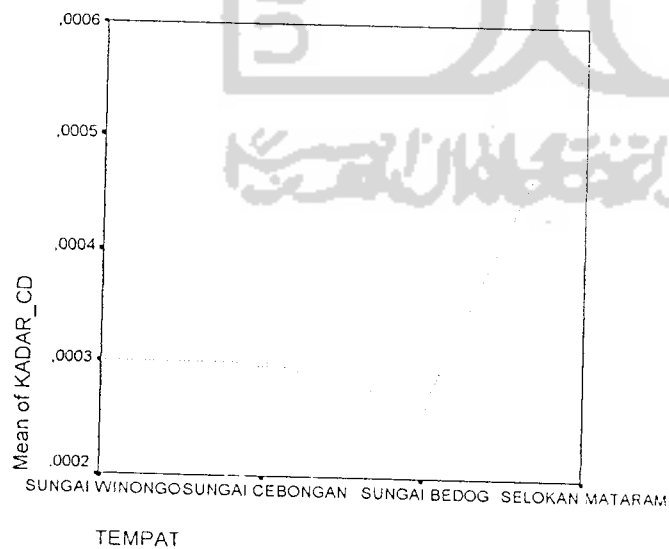 ,0006
,0005
,0004
,0003
,0002
Mean of KADAR_CD
SUNGAI WINONGO SUNGAI CEBONGAN SUNGAI BEDOG SELOKAN MATARAM
TEMPAT